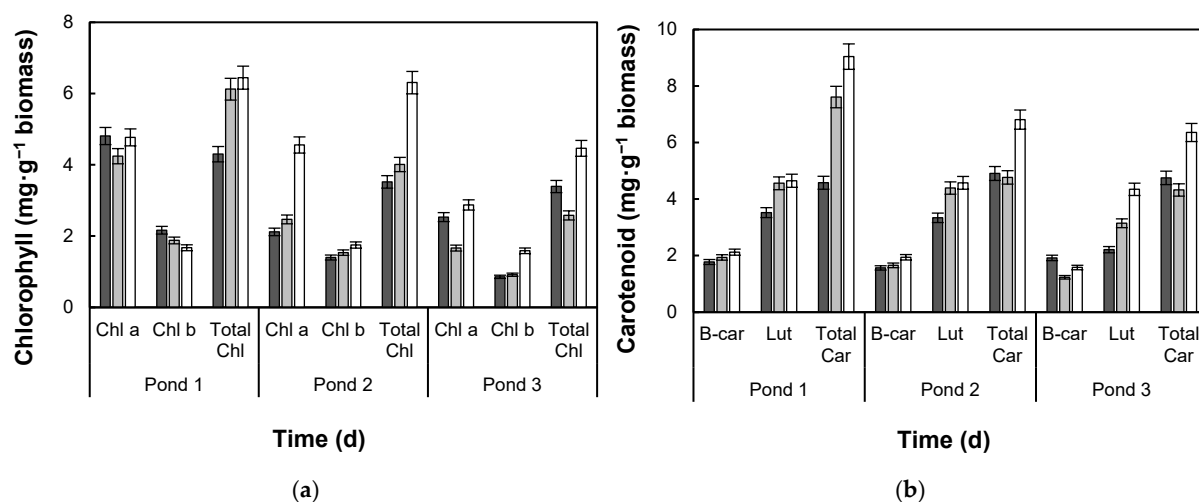 Chlorophyll (mg·g⁻¹ biomass)
8
6
4
2
0
Chl a Chl b Total Chl a Chl b Total Chl a Chl b Total
Chl Chl Chl
Pond 1 Pond 2 Pond 3
Time (d)
(a)
Carotenoid (mg·g⁻¹ biomass)
10
8
6
4
2
0
B-car Lut Total B-car Lut Total B-car Lut Total
Car Car Car
Pond 1 Pond 2 Pond 3
Time (d)
(b)